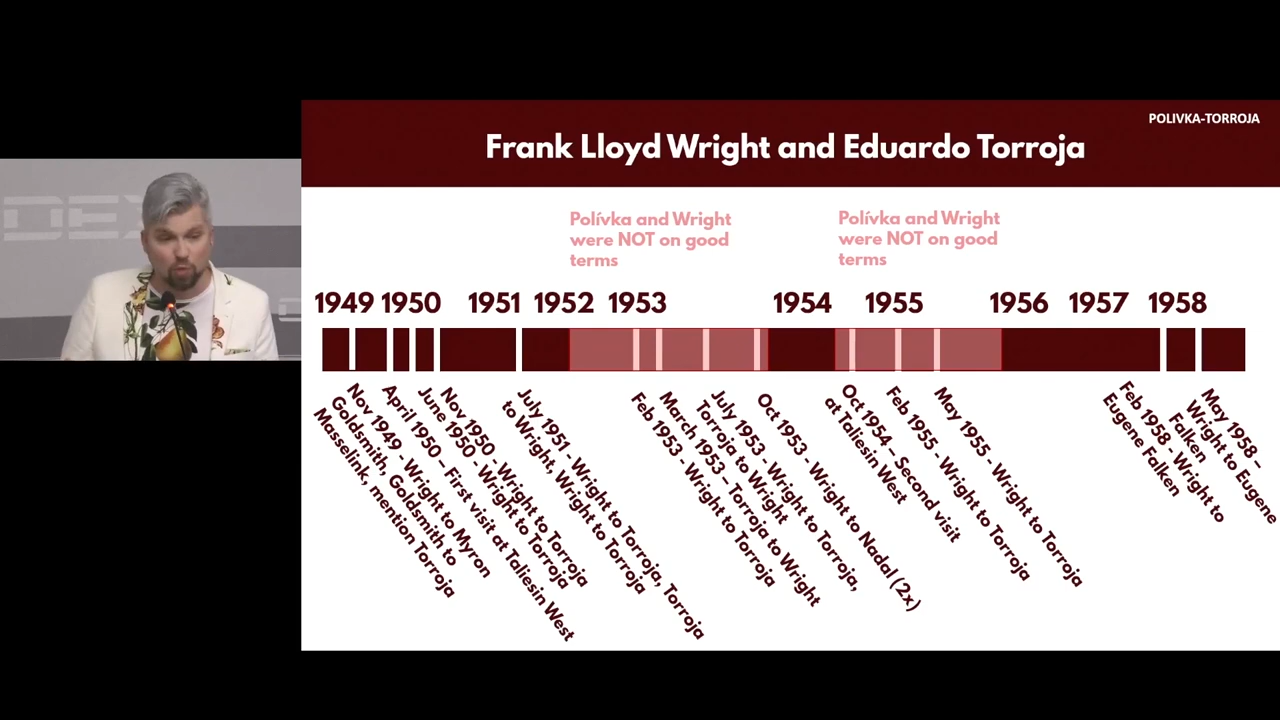 POLIVKA-TORROJA
Frank Lloyd Wright and Eduardo Torroja
Polívka and Wright
were NOT on good
terms
Polívka and Wright
were NOT on good
terms
1949 1950 1951 1952 1953 1954 1955 1956 1957 1958
Nov 1949 - Wright to Myron
Goldsmith, Goldsmith to
Masselink, mention Torroja
April 1950 – First visit at Taliesin West
June 1950 - Wright to Torroja
Nov 1950 - Wright to Torroja
July 1951 - Wright to Torroja, Torroja
to Wright, Wright to Torroja
Feb 1953 - Wright to Torroja
March 1953 – Torroja to Wright
July 1953 - Wright to Torroja,
Torroja to Wright
Oct 1953 - Wright to Nadal (2x)
Oct 1954 – Second visit
at Taliesin West
Feb 1955 - Wright to Torroja
May 1955 - Wright to Torroja
Feb 1958 - Wright to
Eugene Falken
May 1958 –
Wright to Eugene
Falken
DEX